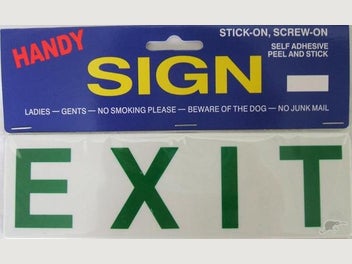 HANDY
STICK-ON, SCREW-ON
SELF ADHESIVE
PEEL AND STICK
SIGN
LADIES — GENTS — NO SMOKING PLEASE — BEWARE OF THE DOG — NO JUNK MAIL
EXIT